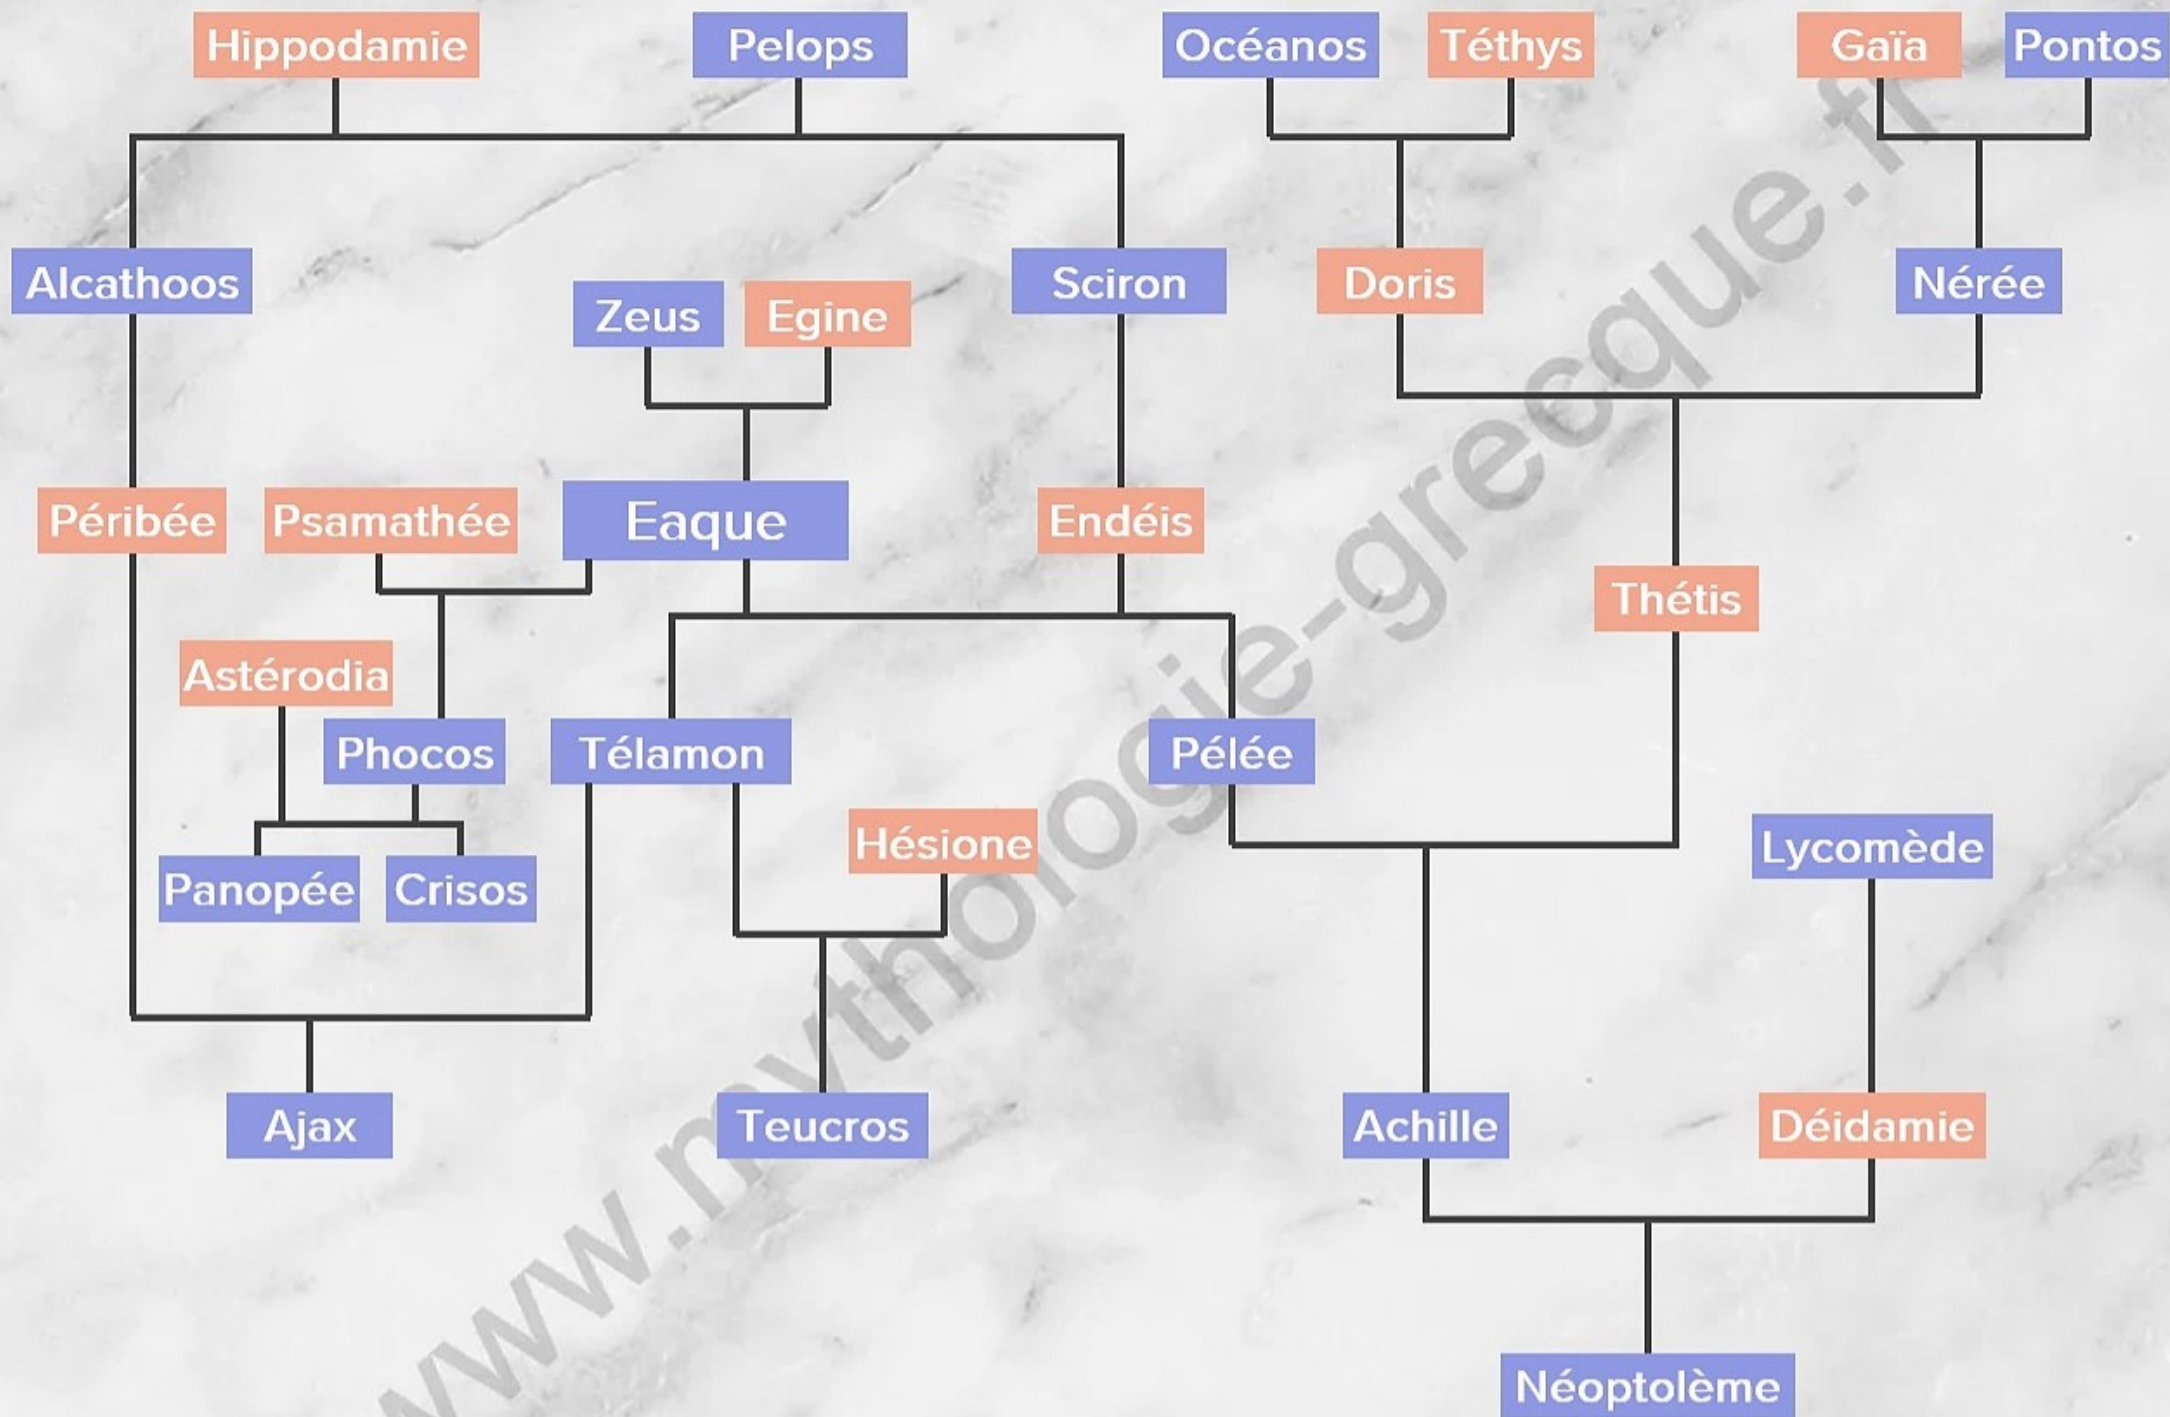 Hippodamie
Pelops
Océanos
Téthys
Gaïa
Pontos
Alcathoos
Zeus
Egine
Sciron
Doris
Nérée
Péribée
Psamathée
Eaque
Endéis
Thétis
Astérodia
Phocos
Télamon
Pélée
Hésione
Lycomède
Panopée
Crisos
Ajax
Teucros
Achille
Déidamie
Néoptolème
www.mythologie-grecque.fr